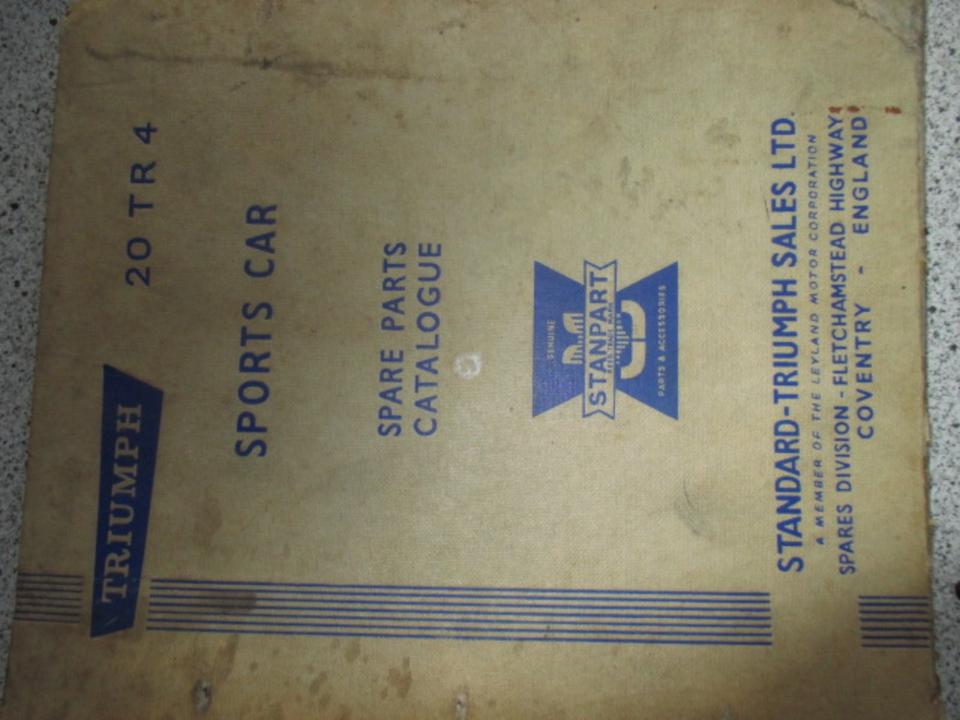 TRIUMPH
20 TR 4
SPORTS CAR
SPARE PARTS
CATALOGUE
GENUINE
STANPART
PARTS & ACCESSORIES
STANDARD-TRIUMPH SALES LTD.
A MEMBER OF THE LEYLAND MOTOR CORPORATION
SPARES DIVISION - FLETCHAMSTEAD HIGHWAY
COVENTRY - ENGLAND